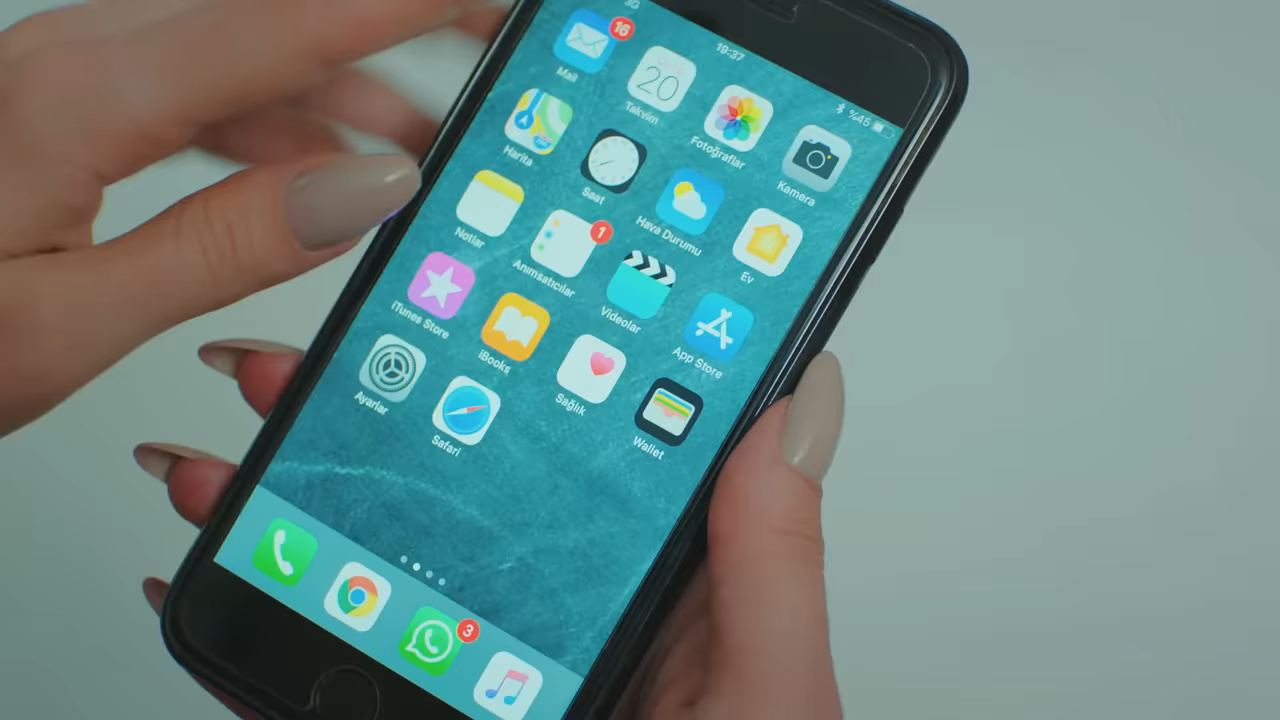 3G
19:37
%45
16
Mail
20
Takvim
Fotoğraflar
Kamera
Harita
Saat
Hava Durumu
Ev
Notlar
1
Anımsatıcılar
Videolar
App Store
iTunes Store
iBooks
Sağlık
Wallet
Ayarlar
Safari
3